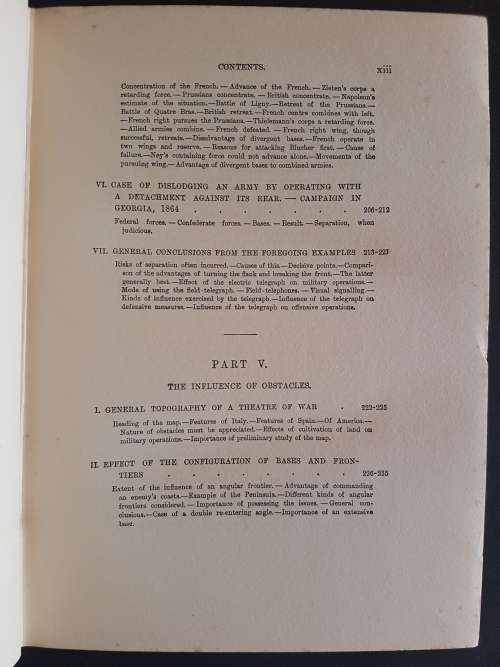 CONTENTS. xiii
Concentration of the French. — Advance of the French. — Zieten's corps a
retarding force. — Prussians concentrate. — British concentrate. — Napoleon's
estimate of the situation.—Battle of Ligny.—Retreat of the Prussians.—
Battle of Quatre Bras.—British retreat—French centre combines with left.
—French right pursues the Prussians.—Thielemann's corps a retarding force.
—Allied armies combine. — French defeated. — French right wing, though
successful, retreats.—Disadvantage of divergent bases.—French operate in
two wings and reserve. — Reasons for attacking Blucher first. — Cause of
failure.—Ney's containing force could not advance alone.—Movements of the
pursuing wing.—Advantage of divergent bases to combined armies.
VI. CASE OF DISLODGING AN ARMY BY OPERATING WITH
A DETACHMENT AGAINST ITS REAR. — CAMPAIGN IN
GEORGIA, 1864 . . . . . . . 206-212
Federal forces. — Confederate forces. — Bases. — Result. — Separation, when
judicious.
VII. GENERAL CONCLUSIONS FROM THE FOREGOING EXAMPLES 213-221
Risks of separation often incurred.—Causes of this.—Decisive points.—Compari-
son of the advantages of turning the flank and breaking the front.—The latter
generally best.—Effect of the electric telegraph on military operations.—
Mode of using the field-telegraph. — Field-telephones. — Visual signalling.—
Kinds of influence exercised by the telegraph.—Influence of the telegraph on
defensive measures.—Influence of the telegraph on offensive operations.
PART V.
THE INFLUENCE OF OBSTACLES.
I. GENERAL TOPOGRAPHY OF A THEATRE OF WAR . 222-225
Reading of the map.—Features of Italy.—Features of Spain.—Of America.—
Nature of obstacles must be appreciated.—Effects of cultivation of land on
military operations.—Importance of preliminary study of the map.
II. EFFECT OF THE CONFIGURATION OF BASES AND FRON-
TIERS . . . . . . . . 226-235
Extent of the influence of an angular frontier. — Advantage of commanding
an enemy's coasts.—Example of the Peninsula.—Different kinds of angular
frontiers considered. — Importance of possessing the issues. — General con-
clusions.—Case of a double re-entering angle.—Importance of an extensive
base.